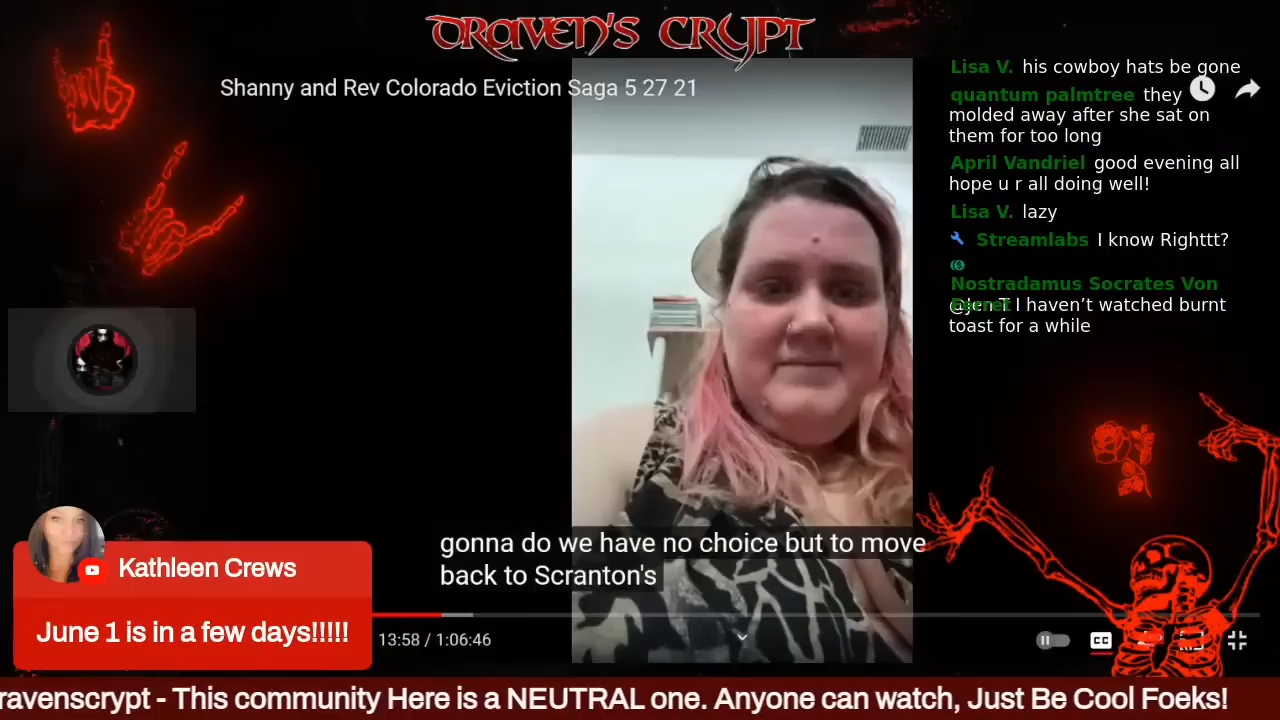 DRAVEN'S CRYPT
Shanny and Rev Colorado Eviction Saga 5 27 21
Lisa V. his cowboy hats be gone
quantum palmtree they
molded away after she sat on
them for too long
April Vandriel good evening all
hope u r all doing well!
Lisa V. lazy
Streamlabs I know Righttt?
Nostradamus Socrates Von
Ferret
@Jen T I haven’t watched burnt
toast for a while
gonna do we have no choice but to move
back to Scranton's
Kathleen Crews
June 1 is in a few days!!!!!
13:58 / 1:06:46
CC
ravenscrypt - This community Here is a NEUTRAL one. Anyone can watch, Just Be Cool Foeks!